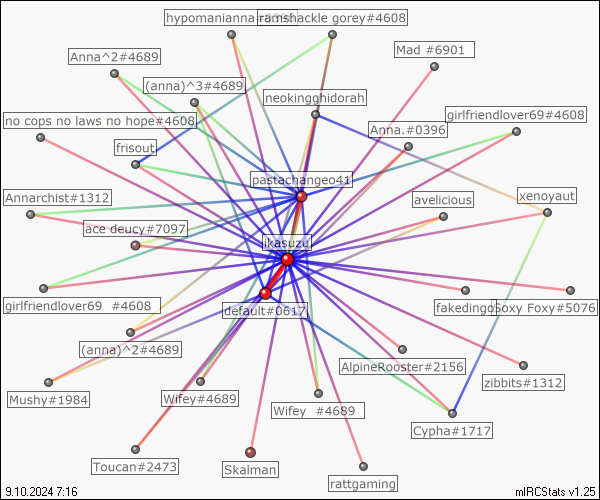 hypomanianna
ramshackle gorey#4608
Mad #6901
Anna^2#4689
(anna)^3#4689
neokingghidorah
girlfriendlover69#4608
no cops no laws no hope#4608
Anna.#0396
frisout
pastachangeo41
Annarchist#1312
avelicious
xenoyaut
ace deucy#7097
ikasuzu
girlfriendlover69 #4608
default#0617
fakedingo
Soxy Foxy#5076
(anna)^2#4689
AlpineRooster#2156
zibbits#1312
Mushy#1984
Wifey#4689
Wifey #4689
Cypha#1717
Toucan#2473
Skalman
rattgaming
9.10.2024 7:16
mIRCStats v1.25